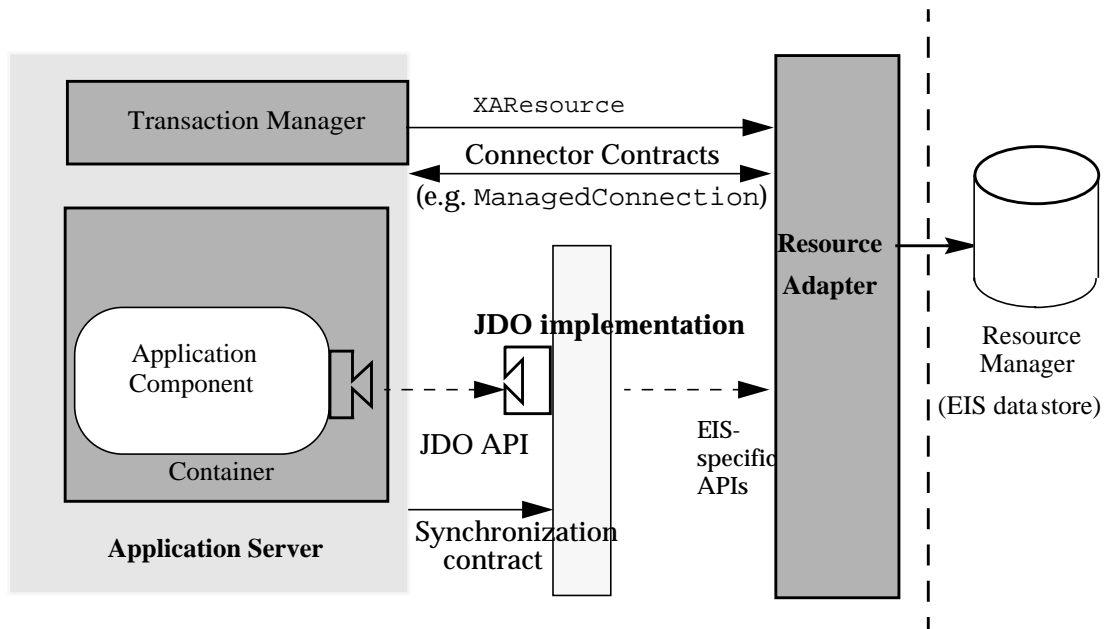 XAResource
Transaction Manager
Connector Contracts
(e.g. ManagedConnection)
Resource
Adapter
JDO implementation
Resource
Manager
(EIS data store)
Application
Component
JDO API
EIS-
specific
APIs
Container
Synchronization
contract
Application Server